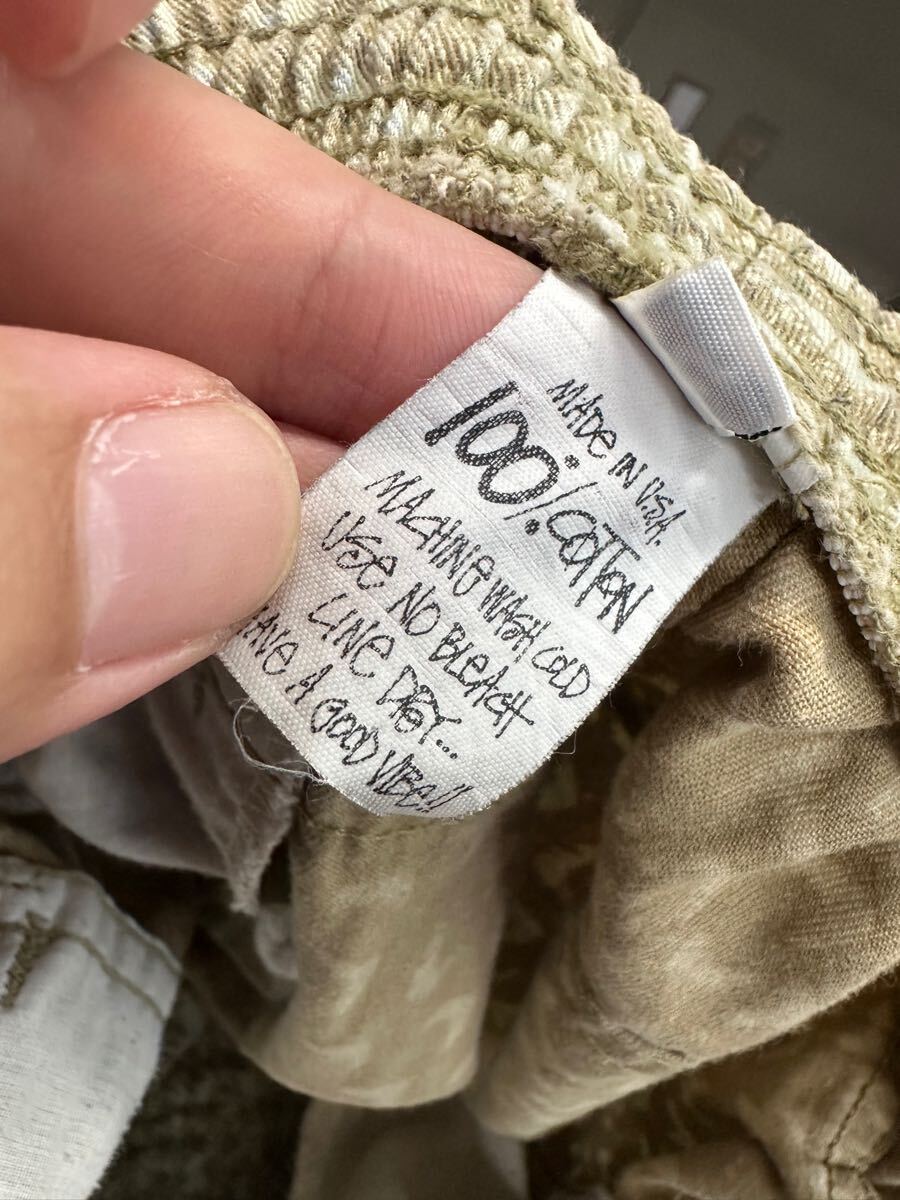 MADE IN U.S.A.
100% COTTON
MACHINE WASH COLD
USE NO BLEACH
LINE DRY...
HAVE A GOOD VIBE!!